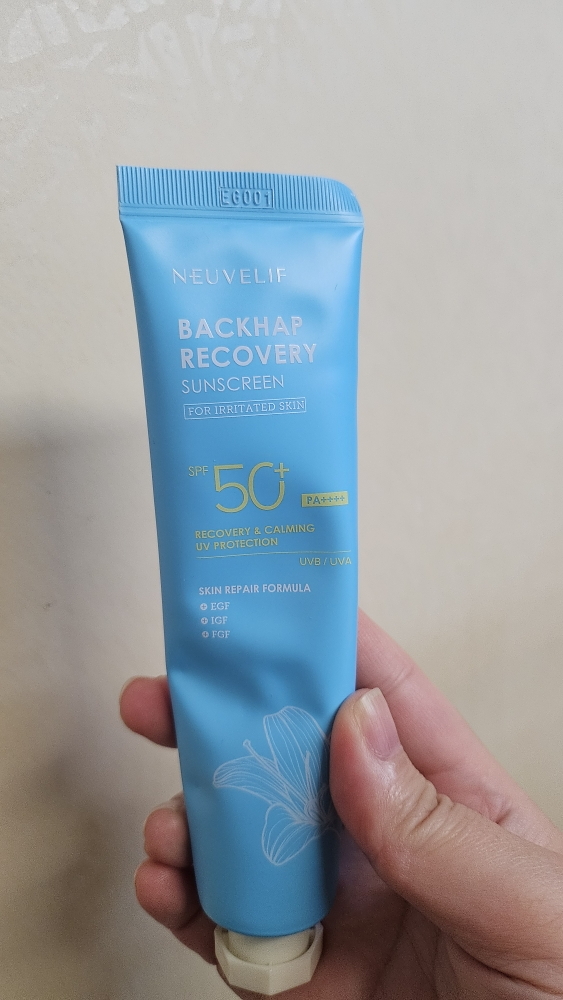 EG001
NEUVELIF
BACKHAP
RECOVERY
SUNSCREEN
FOR IRRITATED SKIN
SPF 50+
PA++++
RECOVERY & CALMING
UV PROTECTION
UVB / UVA
SKIN REPAIR FORMULA
EGF
IGF
FGF